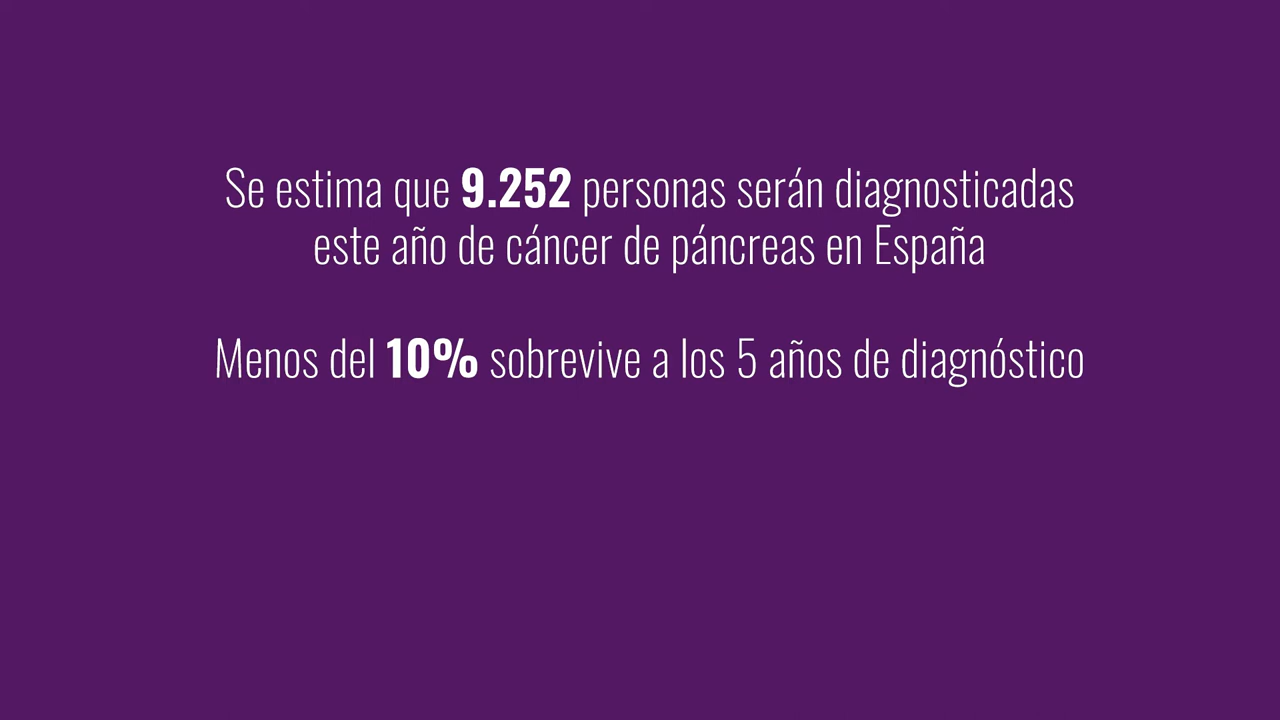 Se estima que 9.252 personas serán diagnosticadas
este año de cáncer de páncreas en España
Menos del 10% sobrevive a los 5 años de diagnóstico